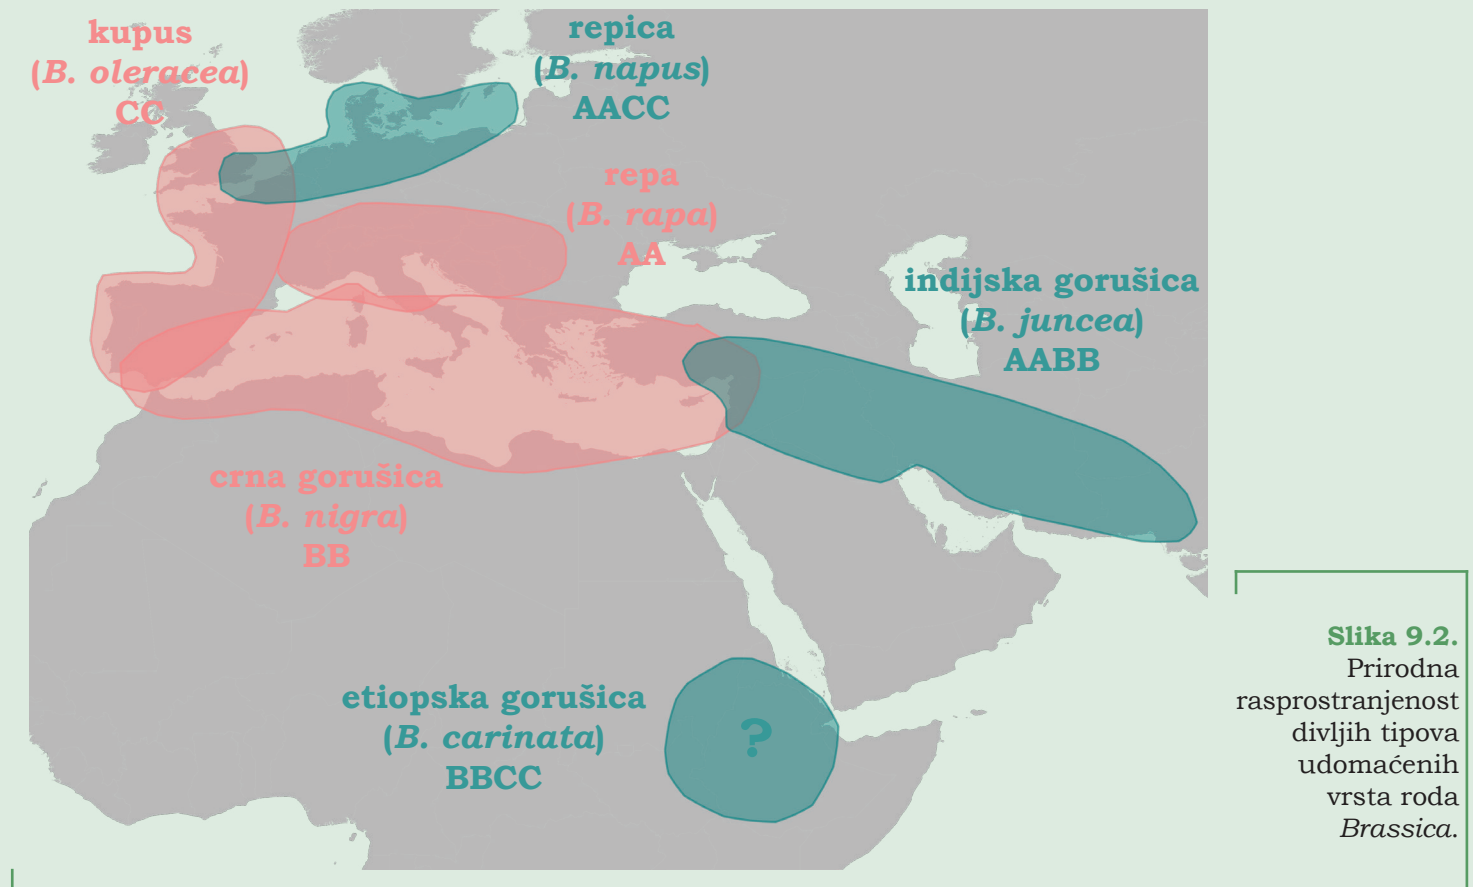 kupus
(B. oleracea)
CC
repica
(B. napus)
AACC
repa
(B. rapa)
AA
indijska gorušica
(B. juncea)
AABB
crna gorušica
(B. nigra)
BB
etiopska gorušica
(B. carinata)
BBCC
?
Slika 9.2.
Prirodna
rasprostranjenost
divljih tipova
udomaćenih
vrsta roda
Brassica.